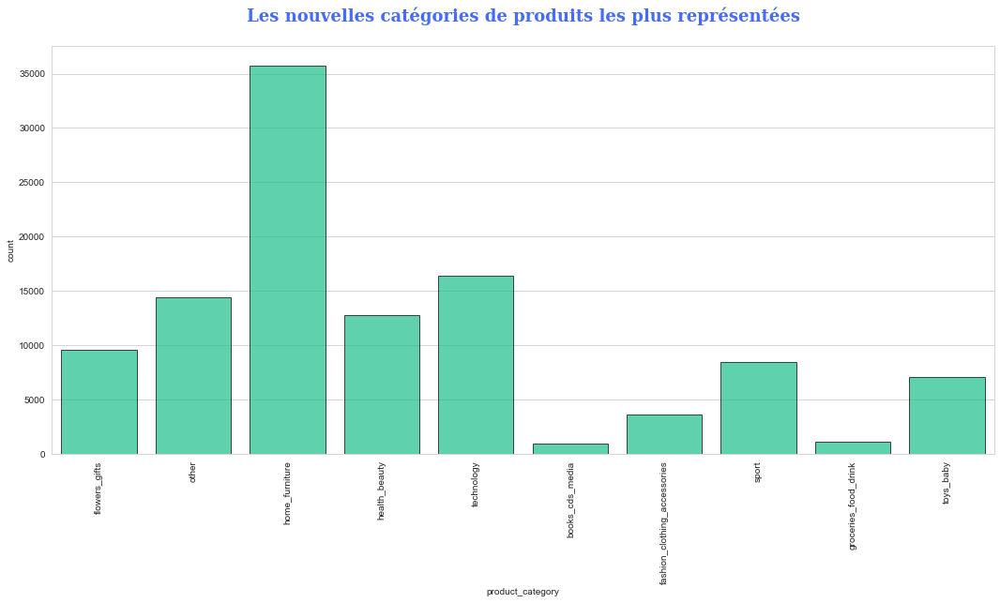 Les nouvelles catégories de produits les plus représentées
35000
30000
25000
20000
15000
10000
5000
0
count
flowers_gifts
other
home_furniture
health_beauty
technology
books_cds_media
fashion_clothing_accessories
sport
groceries_food_drink
toys_baby
product_category